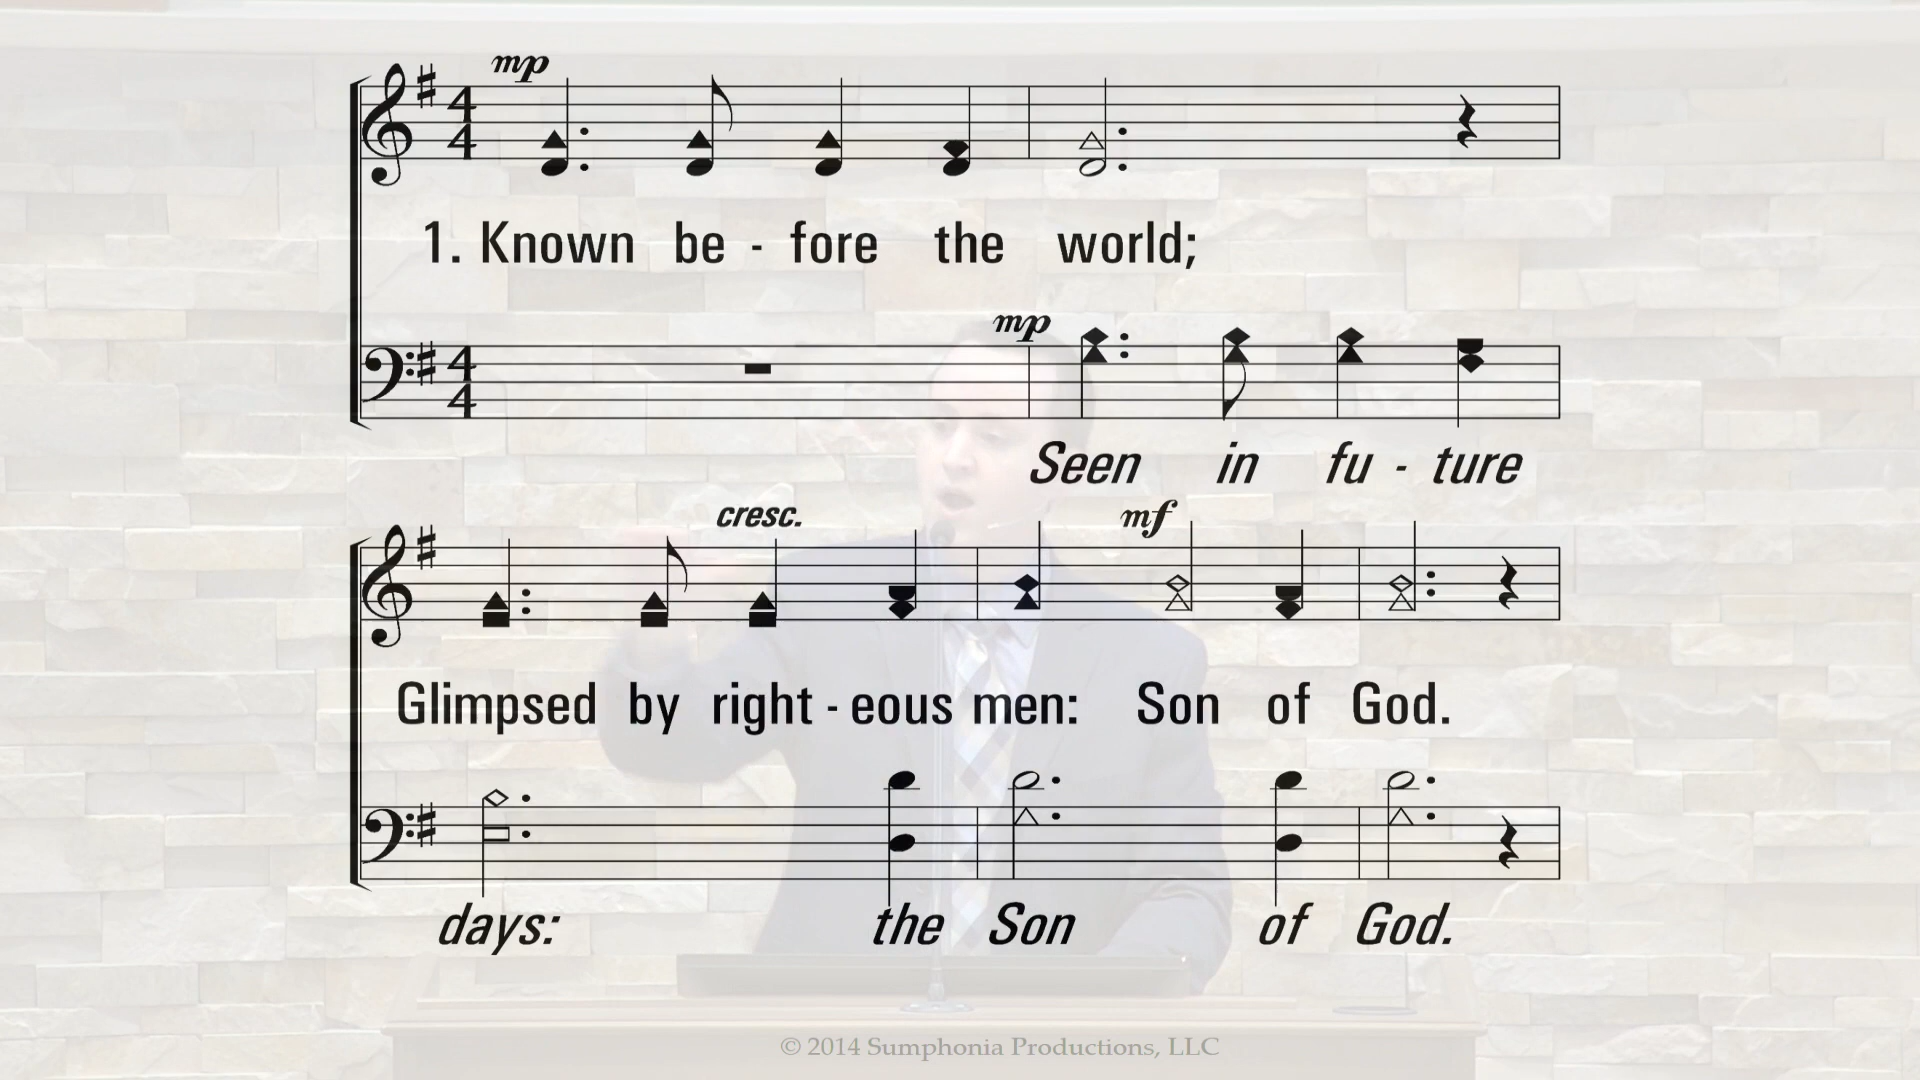 mp
1. Known be - fore the world;
mp
Seen in fu - ture
cresc. mf
Glimpsed by right - eous men: Son of God.
days: the Son of God.
© 2014 Sumphonia Productions, LLC